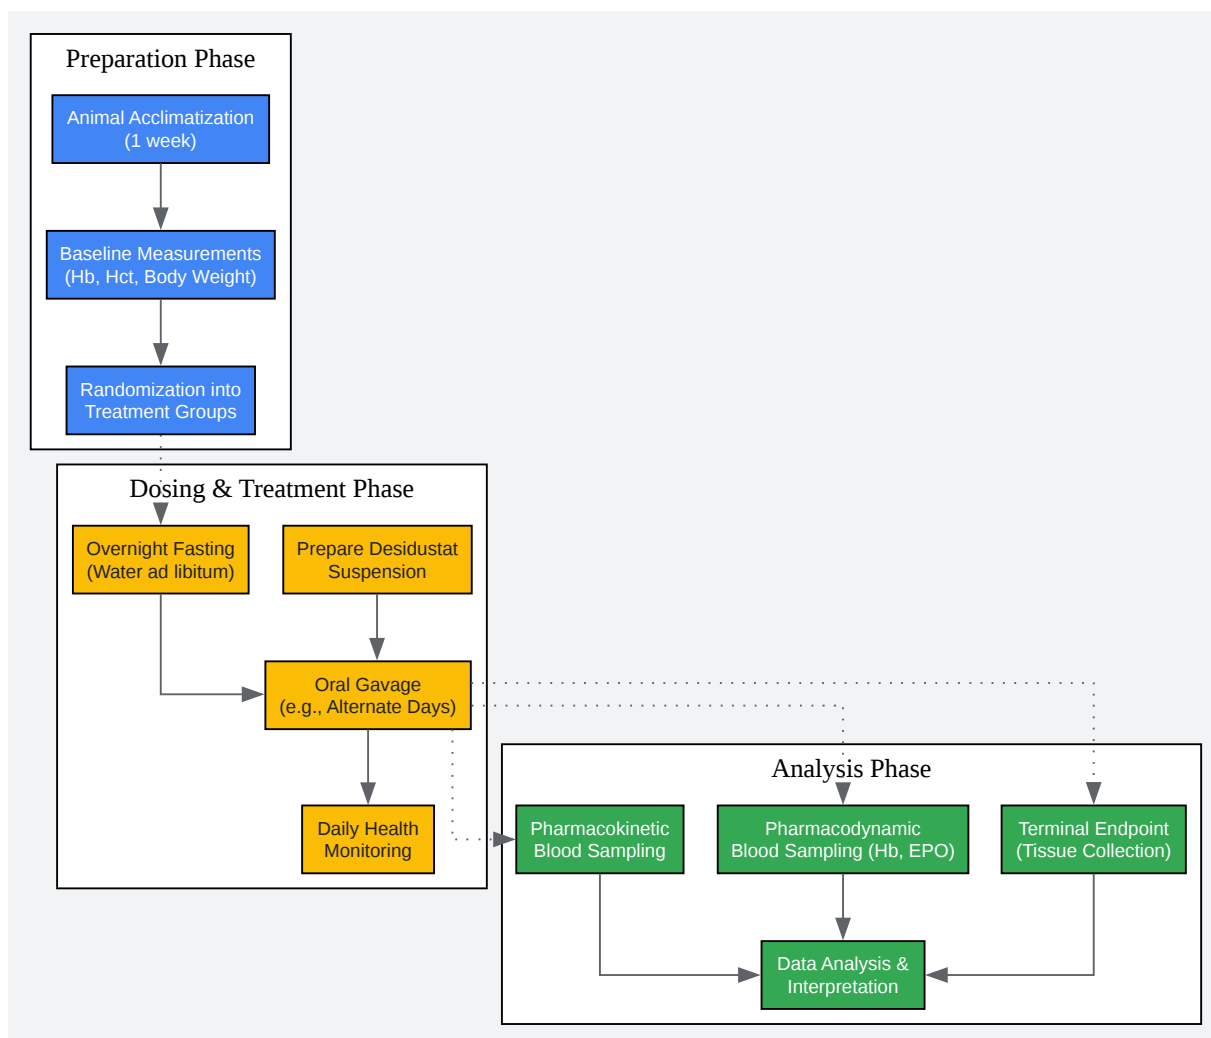 Preparation Phase
Animal Acclimatization
(1 week)
Baseline Measurements
(Hb, Hct, Body Weight)
Randomization into
Treatment Groups
Dosing & Treatment Phase
Overnight Fasting
(Water ad libitum)
Prepare Desidustat
Suspension
Oral Gavage
(e.g., Alternate Days)
Daily Health
Monitoring
Analysis Phase
Pharmacokinetic
Blood Sampling
Pharmacodynamic
Blood Sampling (Hb, EPO)
Terminal Endpoint
(Tissue Collection)
Data Analysis &
Interpretation